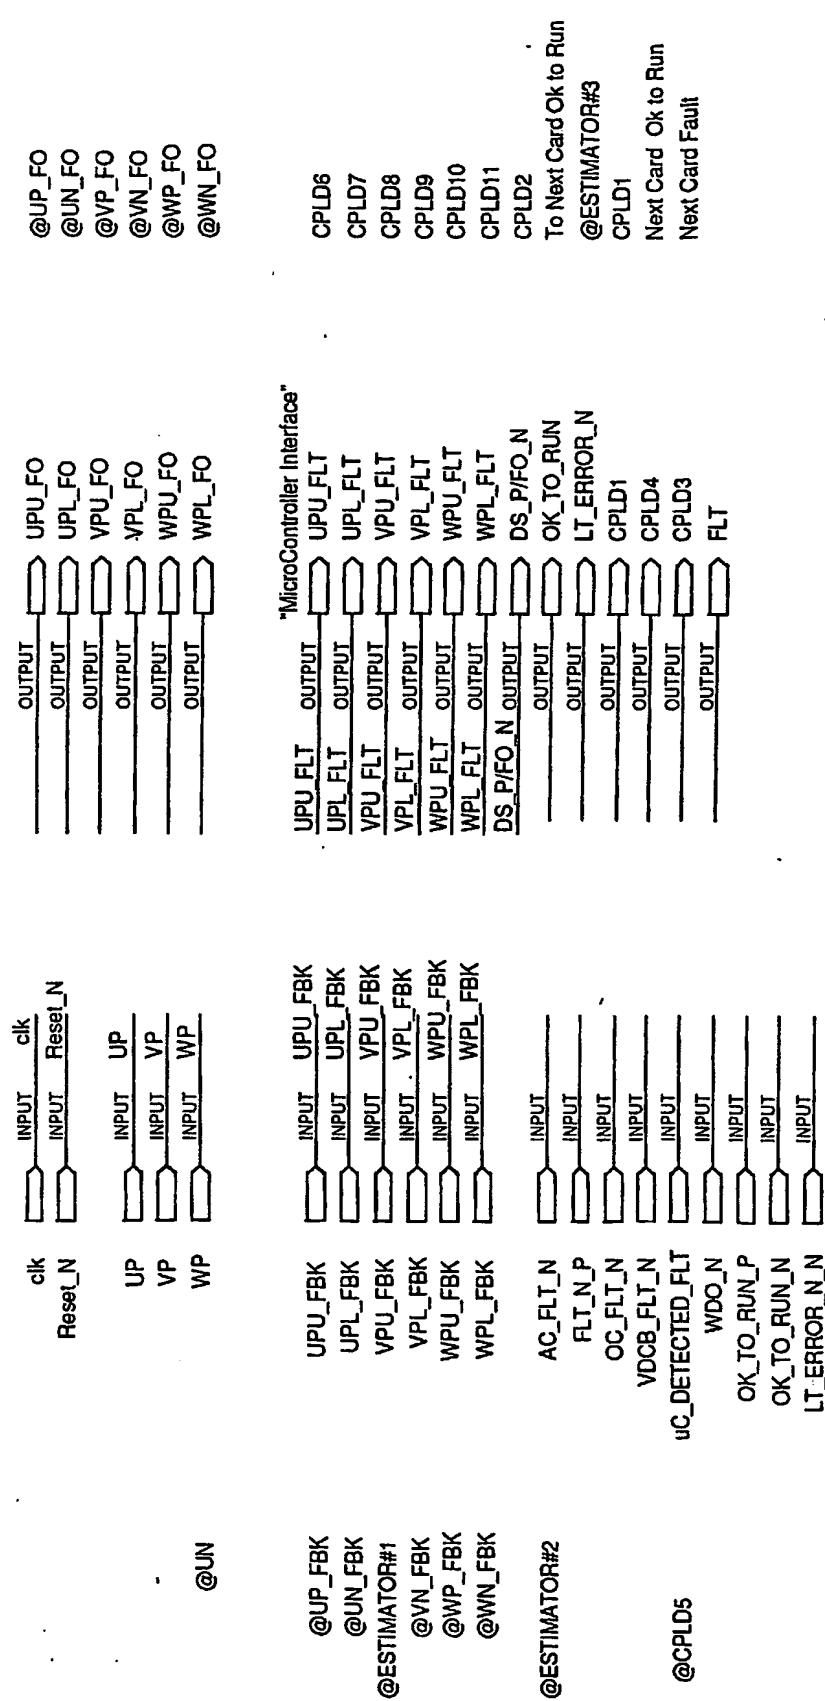 clk INPUT clk OUTPUT UPU_FO @UP_FO
Reset_N INPUT Reset_N OUTPUT UPL_FO @UN_FO
OUTPUT VPU_FO @VP_FO
UP INPUT UP OUTPUT VPL_FO @VN_FO
VP INPUT VP OUTPUT WPU_FO @WP_FO
@UN WP INPUT WP OUTPUT WPL_FO @WN_FO
"MicroController Interface"
@UP_FBK UPU_FBK INPUT UPU_FBK UPU_FLT OUTPUT UPU_FLT CPLD6
@UN_FBK UPL_FBK INPUT UPL_FBK UPL_FLT OUTPUT UPL_FLT CPLD7
@ESTIMATOR#1 VPU_FBK INPUT VPU_FBK VPU_FLT OUTPUT VPU_FLT CPLD8
@VN_FBK VPL_FBK INPUT VPL_FBK VPL_FLT OUTPUT VPL_FLT CPLD9
@WP_FBK WPU_FBK INPUT WPU_FBK WPU_FLT OUTPUT WPU_FLT CPLD10
@WN_FBK WPL_FBK INPUT WPL_FBK WPL_FLT OUTPUT WPL_FLT CPLD11
DS_P/FO_N OUTPUT DS_P/FO_N CPLD2
@ESTIMATOR#2 AC_FLT_N INPUT OUTPUT OK_TO_RUN To Next Card Ok to Run
FLT_N_P INPUT OUTPUT LT_ERROR_N @ESTIMATOR#3
OC_FLT_N INPUT OUTPUT CPLD1 CPLD1
VDCB_FLT_N INPUT OUTPUT CPLD4 Next Card Ok to Run
@CPLD5 uC_DETECTED_FLT INPUT OUTPUT CPLD3 Next Card Fault
WDO_N INPUT OUTPUT FLT
OK_TO_RUN_P INPUT
OK_TO_RUN_N INPUT
LT_ERROR_N_N INPUT